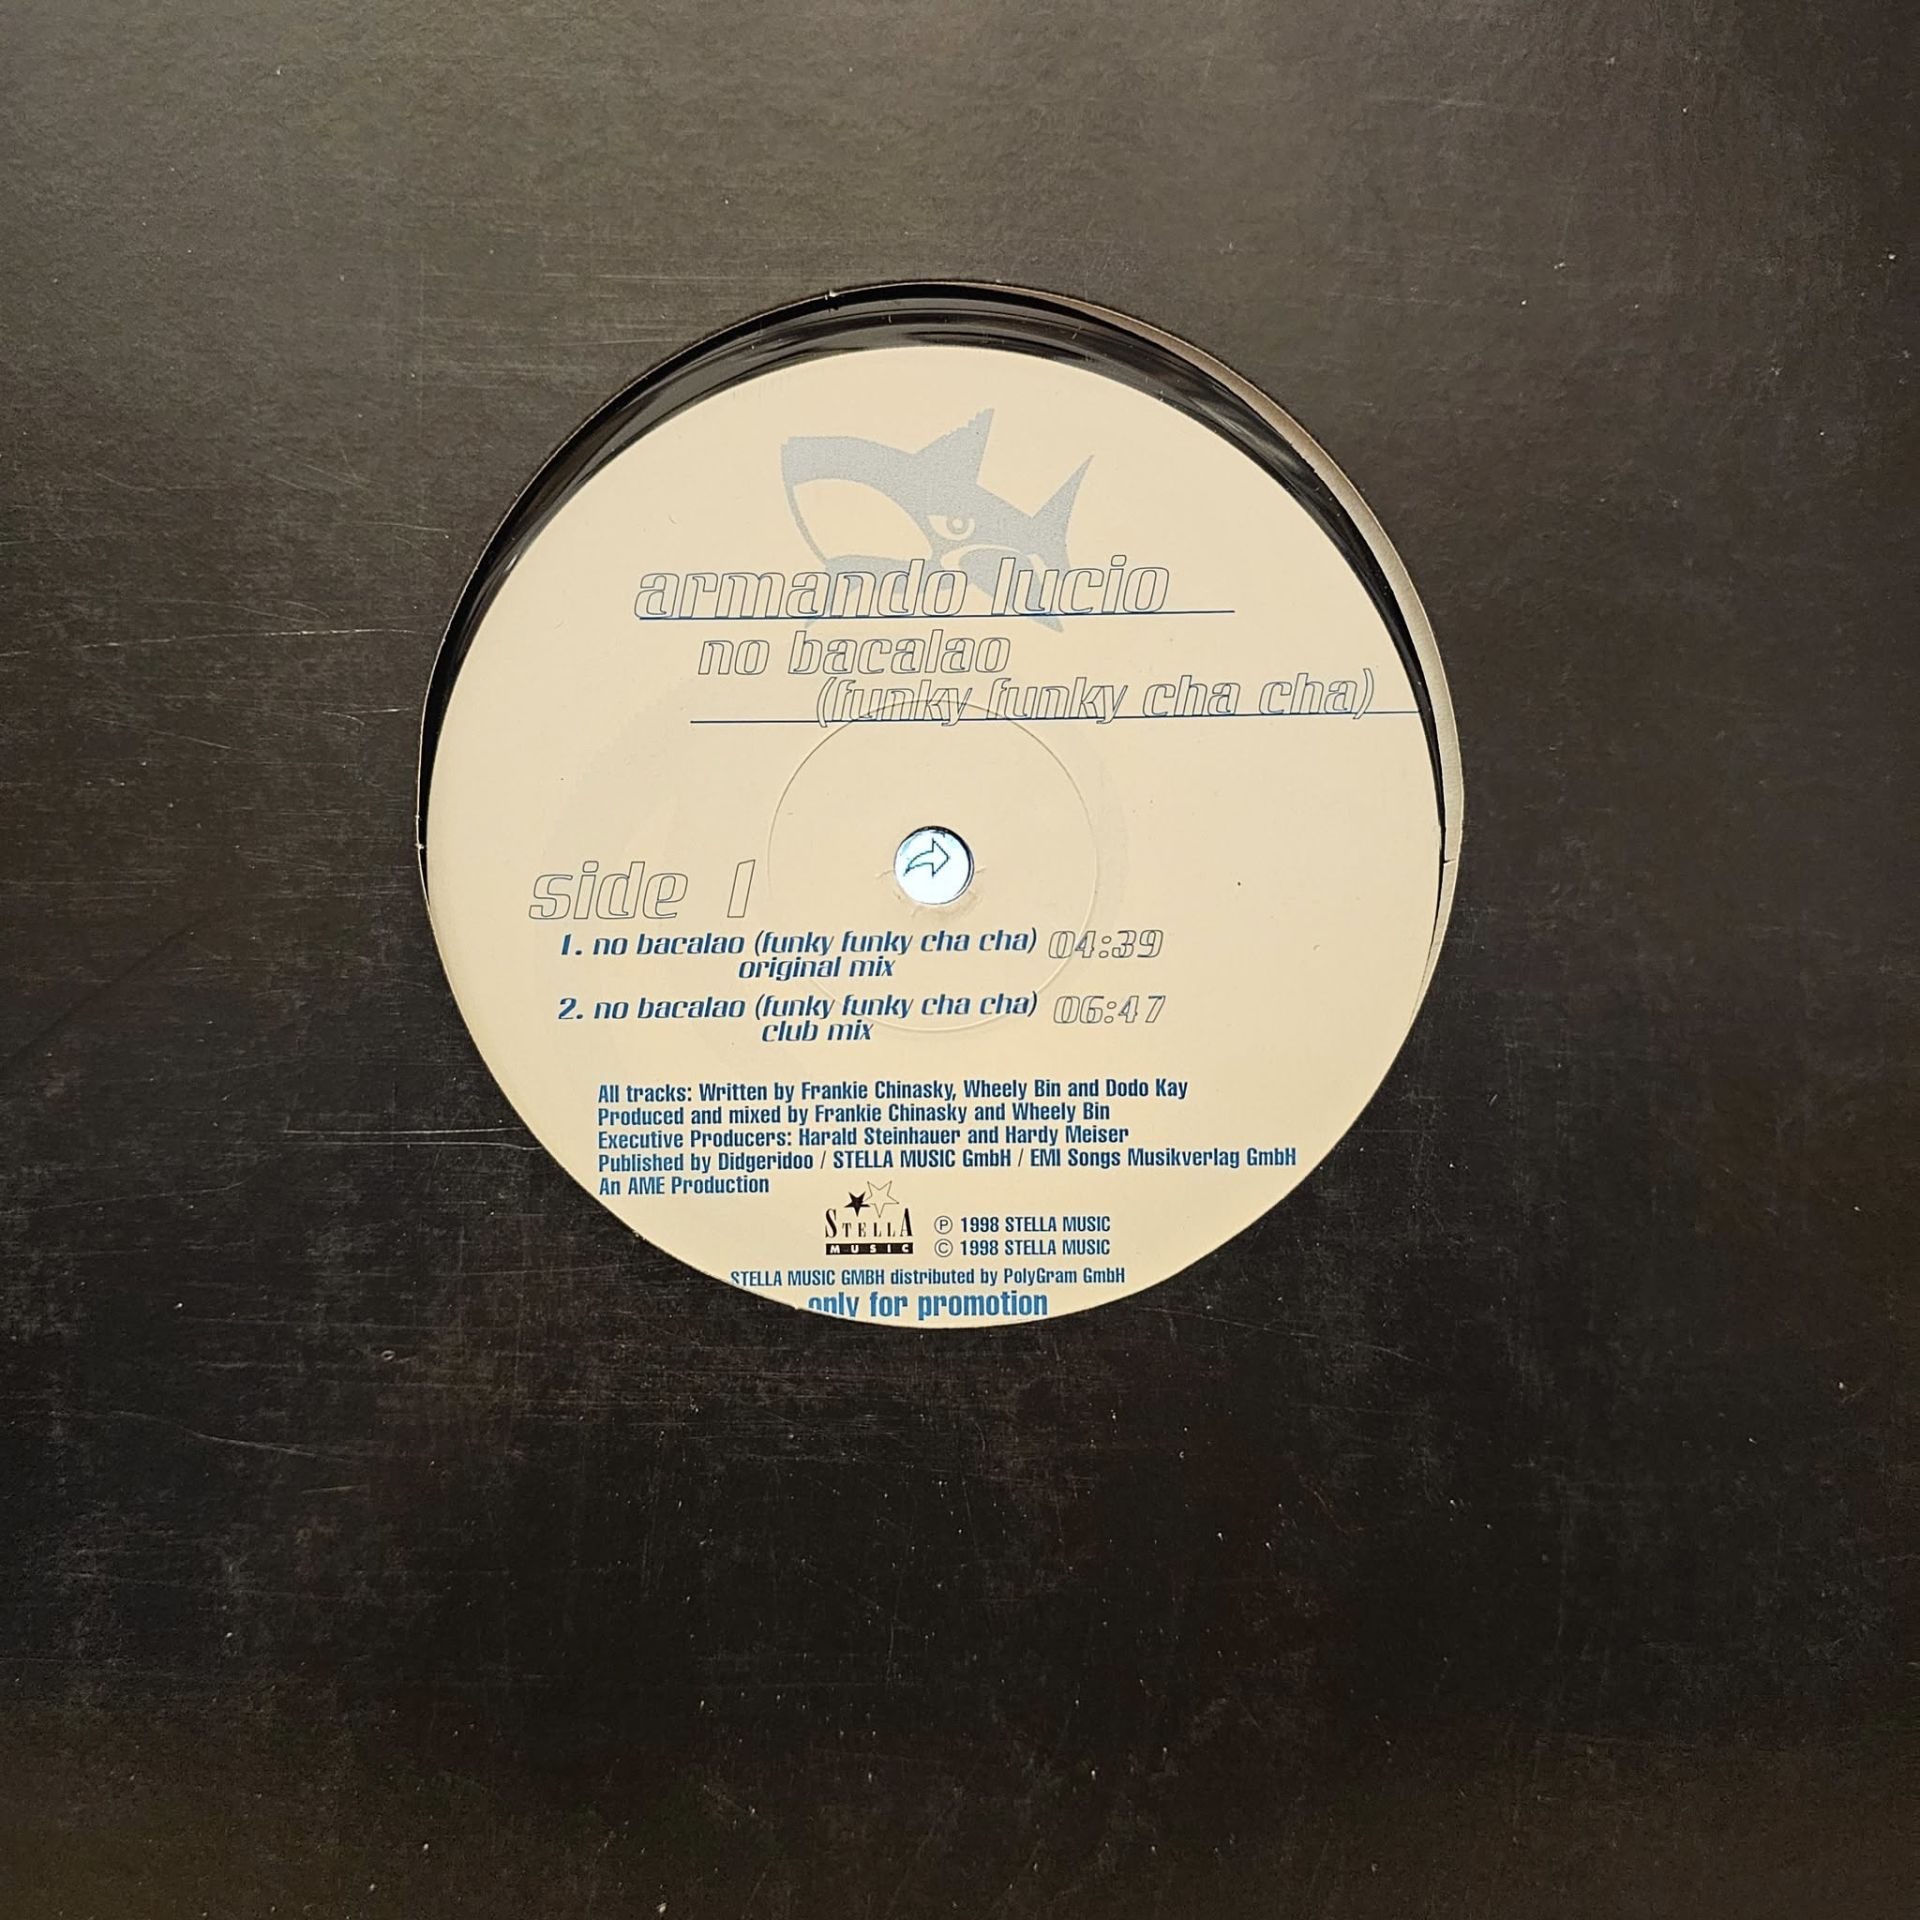 armando lucio
no bacalao
(funky funky cha cha)
side 1
1. no bacalao (funky funky cha cha) 04:39
original mix
2. no bacalao (funky funky cha cha) 06:47
club mix
All tracks: Written by Frankie Chinasky, Wheely Bin and Dodo Kay
Produced and mixed by Frankie Chinasky and Wheely Bin
Executive Producers: Harald Steinhauer and Hardy Meiser
Published by Didgeridoo / STELLA MUSIC GmbH / EMI Songs Musikverlag GmbH
An AME Production
STELLA
MUSIC
℗ 1998 STELLA MUSIC
© 1998 STELLA MUSIC
STELLA MUSIC GMBH distributed by PolyGram GmbH
only for promotion